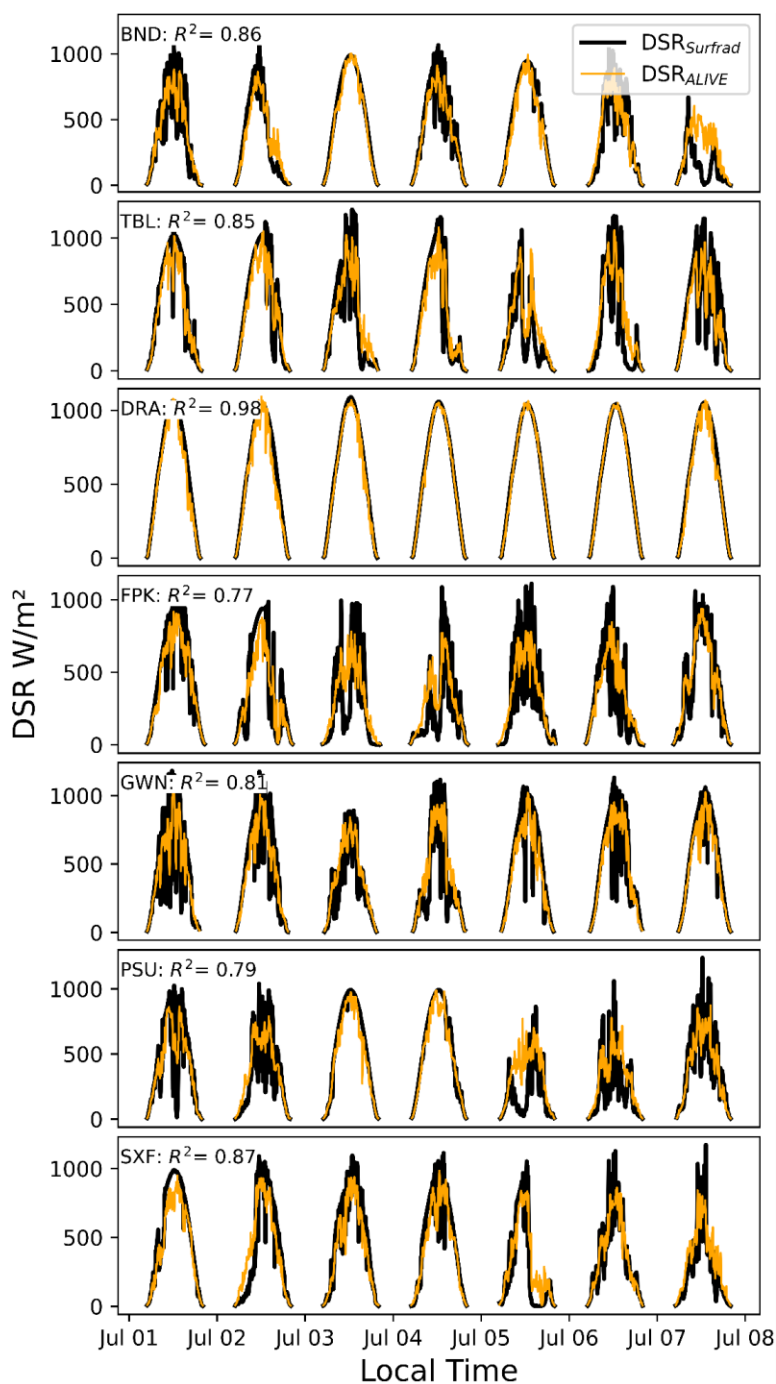 BND: R²= 0.86
DSR_Surfrad
DSR_ALIVE
1000
500
0
TBL: R²= 0.85
1000
500
0
DRA: R²= 0.98
1000
500
0
FPK: R²= 0.77
1000
500
0
GWN: R²= 0.81
1000
500
0
PSU: R²= 0.79
1000
500
0
SXF: R²= 0.87
1000
500
0
DSR W/m²
Jul 01 Jul 02 Jul 03 Jul 04 Jul 05 Jul 06 Jul 07 Jul 08
Local Time